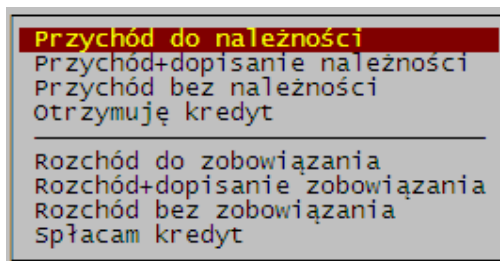 Przychód do należności
Przychód+dopisanie należności
Przychód bez należności
Otrzymuję kredyt
Rozchód do zobowiązania
Rozchód+dopisanie zobowiązania
Rozchód bez zobowiązania
Spłacam kredyt